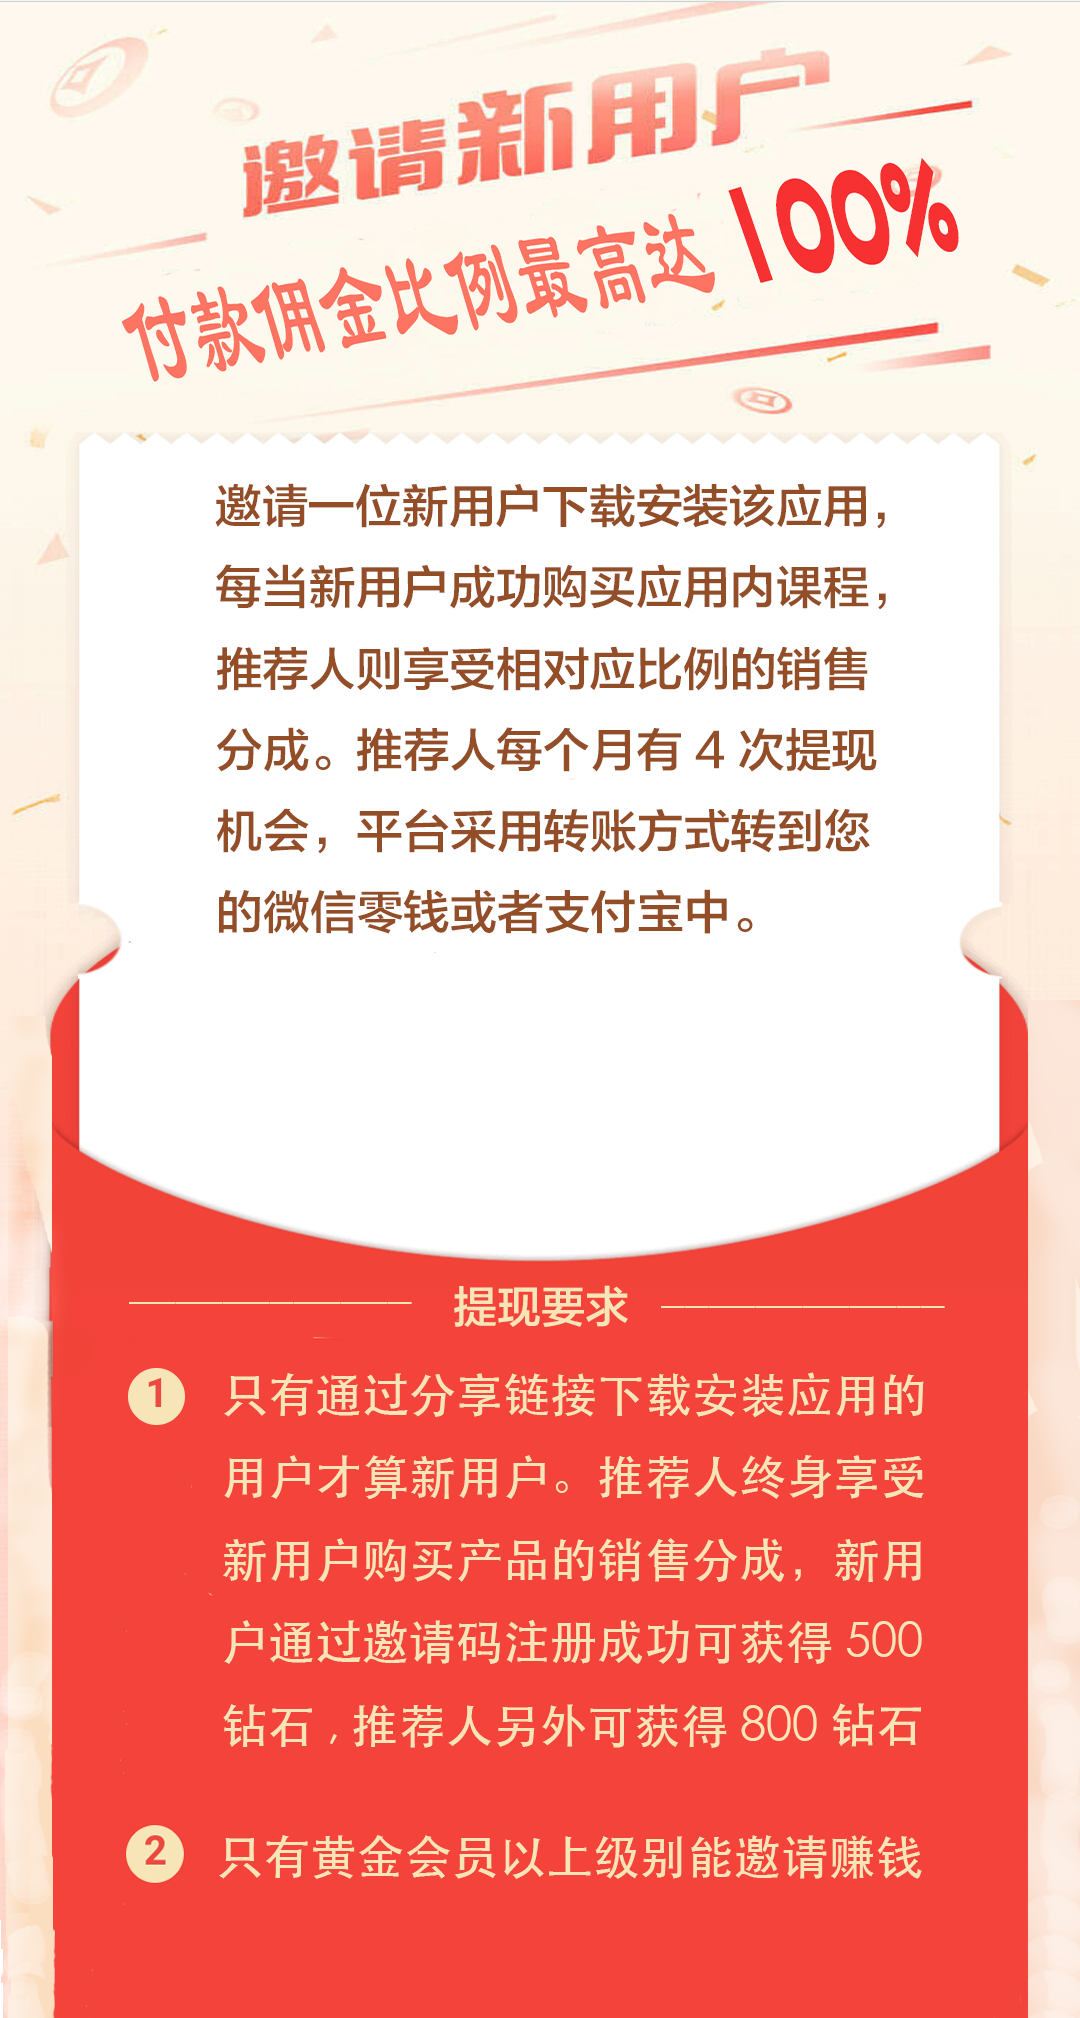 邀请新用户
付款佣金比例最高达 100%
邀请一位新用户下载安装该应用，
每当新用户成功购买应用内课程，
推荐人则享受相对应比例的销售
分成。推荐人每个月有 4 次提现
机会，平台采用转账方式转到您
的微信零钱或者支付宝中。
提现要求
1 只有通过分享链接下载安装应用的
用户才算新用户。推荐人终身享受
新用户购买产品的销售分成，新用
户通过邀请码注册成功可获得 500
钻石，推荐人另外可获得 800 钻石
2 只有黄金会员以上级别能邀请赚钱